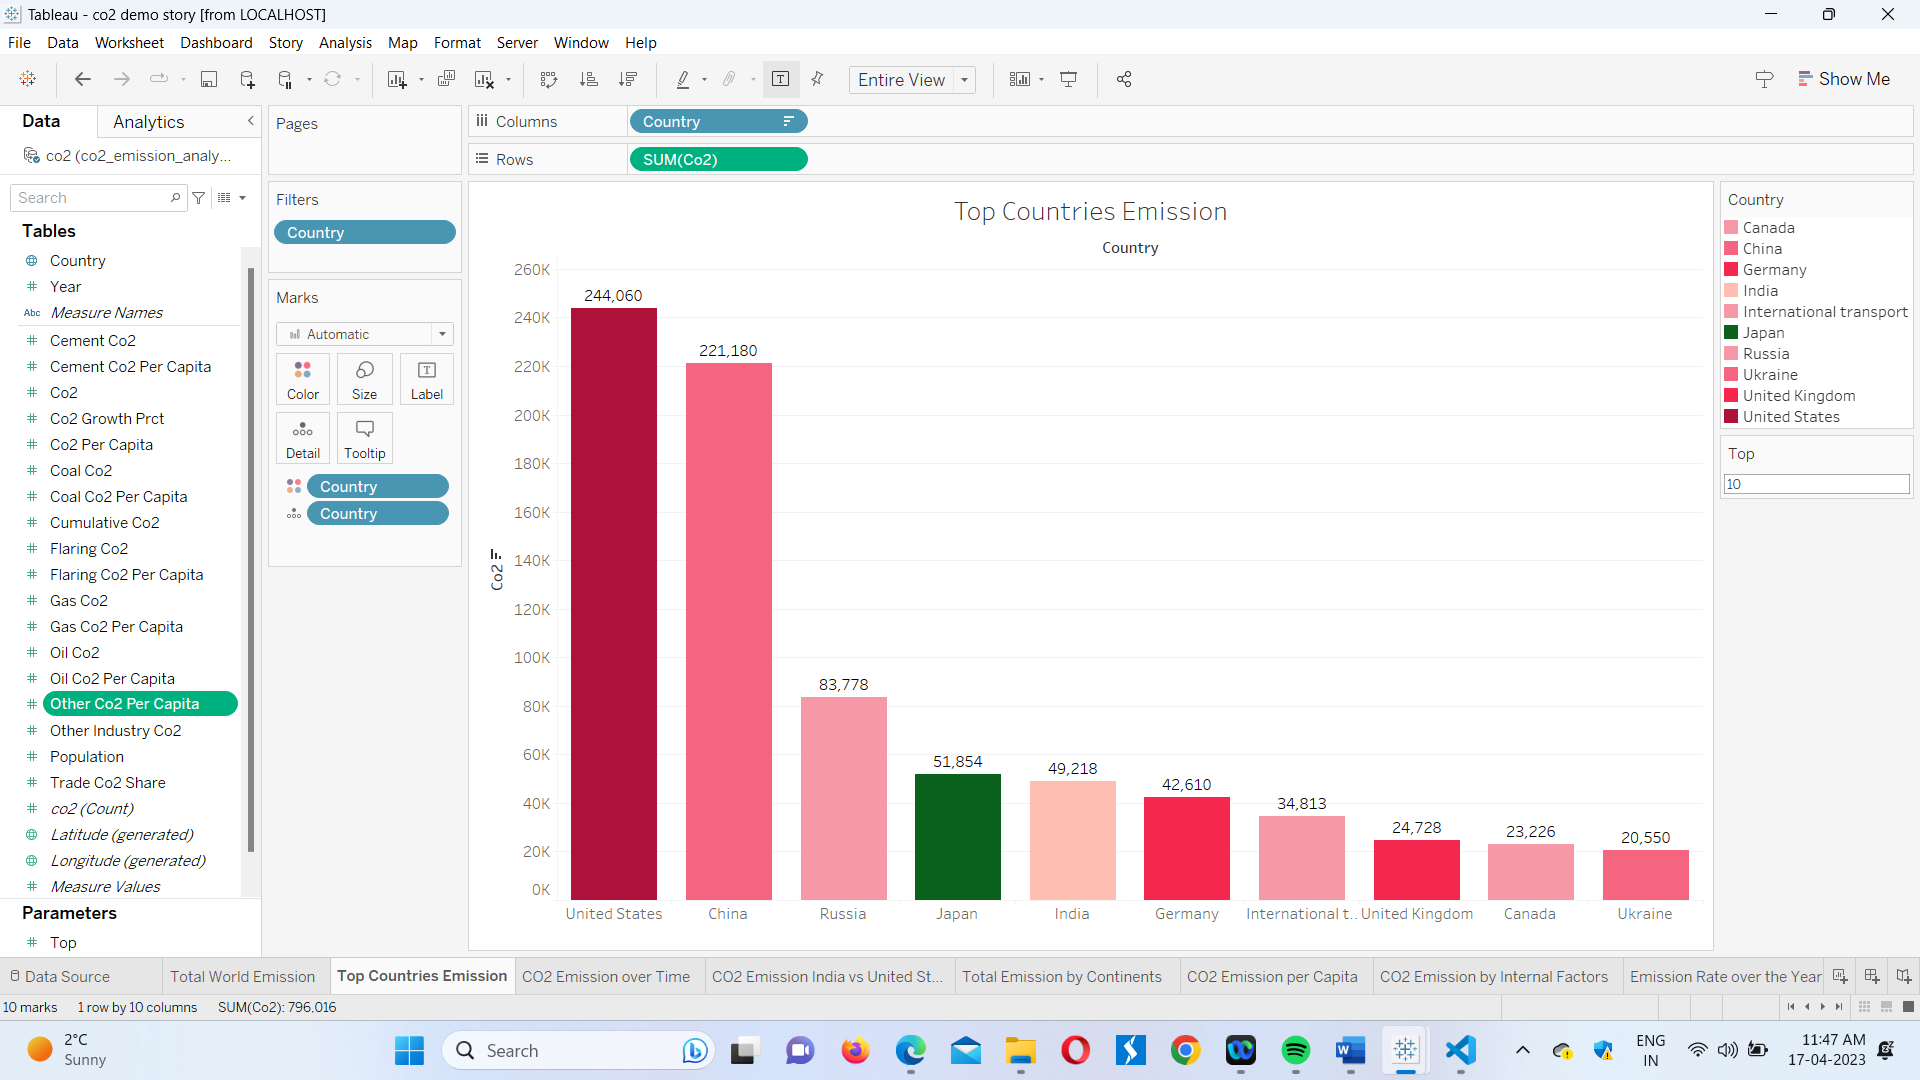 Tableau - co2 demo story [from LOCALHOST]
File Data Worksheet Dashboard Story Analysis Map Format Server Window Help
Entire View
Show Me
Data Analytics
co2 (co2_emission_analy...
Search
Tables
Country
Year
Abc Measure Names
Cement Co2
Cement Co2 Per Capita
Co2
Co2 Growth Prct
Co2 Per Capita
Coal Co2
Coal Co2 Per Capita
Cumulative Co2
Flaring Co2
Flaring Co2 Per Capita
Gas Co2
Gas Co2 Per Capita
Oil Co2
Oil Co2 Per Capita
Other Co2 Per Capita
Other Industry Co2
Population
Trade Co2 Share
co2 (Count)
Latitude (generated)
Longitude (generated)
Measure Values
Parameters
Top
Pages
Filters
Country
Marks
Automatic
Color Size Label
Detail Tooltip
Country
Country
Columns Country
Rows SUM(Co2)
Top Countries Emission
Country
260K
240K
220K
200K
180K
160K
140K
120K
100K
80K
60K
40K
20K
0K
Co2
244,060
221,180
83,778
51,854
49,218
42,610
34,813
24,728
23,226
20,550
United States China Russia Japan India Germany International t.. United Kingdom Canada Ukraine
Country
Canada
China
Germany
India
International transport
Japan
Russia
Ukraine
United Kingdom
United States
Top
10
Data Source Total World Emission Top Countries Emission CO2 Emission over Time CO2 Emission India vs United St... Total Emission by Continents CO2 Emission per Capita CO2 Emission by Internal Factors Emission Rate over the Year
10 marks 1 row by 10 columns SUM(Co2): 796,016
2°C
Sunny
Search
ENG
IN
11:47 AM
17-04-2023